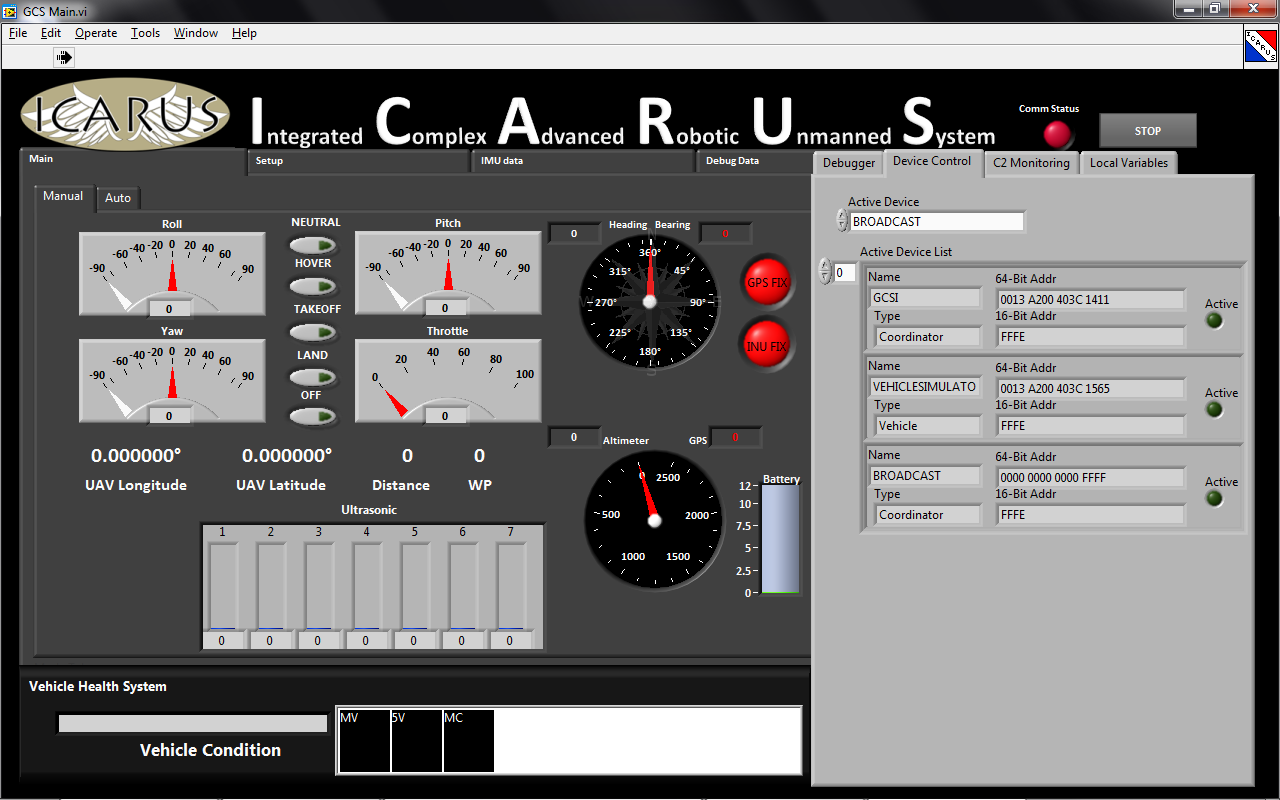 GCS Main.vi
File Edit Operate Tools Window Help
ICARUS
ICARUS
Integrated Complex Advanced Robotic Unmanned System
Comm Status
STOP
Main Setup IMU data Debug Data
Manual Auto
Roll
-90 -60 -40 -20 0 20 40 60 90
0
Yaw
-90 -60 -40 -20 0 20 40 60 90
0
NEUTRAL
HOVER
TAKEOFF
LAND
OFF
Pitch
-90 -60 -40 -20 0 20 40 60 90
0
Throttle
0 20 40 60 80 100
0
0 Heading Bearing 0
360°
315° 45°
270° 90°
225° 135°
180°
GPS FIX
INU FIX
0.000000° 0.000000° 0 0
UAV Longitude UAV Latitude Distance WP
0 Altimeter GPS 0
0 2500
500 2000
1000 1500
Battery
12
10
7.5
5
2.5
0
Ultrasonic
1 2 3 4 5 6 7
0 0 0 0 0 0 0
Vehicle Health System
Vehicle Condition
MV 5V MC
Debugger Device Control C2 Monitoring Local Variables
Active Device
BROADCAST
Active Device List
0
Name 64-Bit Addr
GCSI 0013 A200 403C 1411
Type 16-Bit Addr Active
Coordinator FFFE
Name 64-Bit Addr
VEHICLESIMULATO 0013 A200 403C 1565
Type 16-Bit Addr Active
Vehicle FFFE
Name 64-Bit Addr
BROADCAST 0000 0000 0000 FFFF
Type 16-Bit Addr Active
Coordinator FFFE